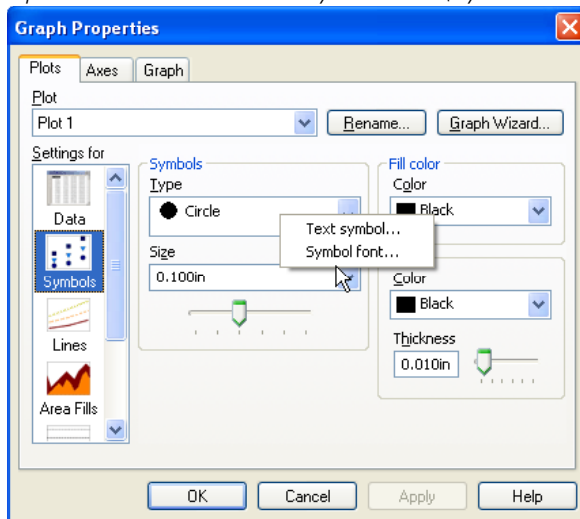 Graph Properties
Plots Axes Graph
Plot
Plot 1 Rename... Graph Wizard...
Settings for
Data
Symbols
Lines
Area Fills
Symbols
Type
Circle
Size
0.100in
Text symbol...
Symbol font...
Fill color
Color
Black
Color
Black
Thickness
0.010in
OK Cancel Apply Help